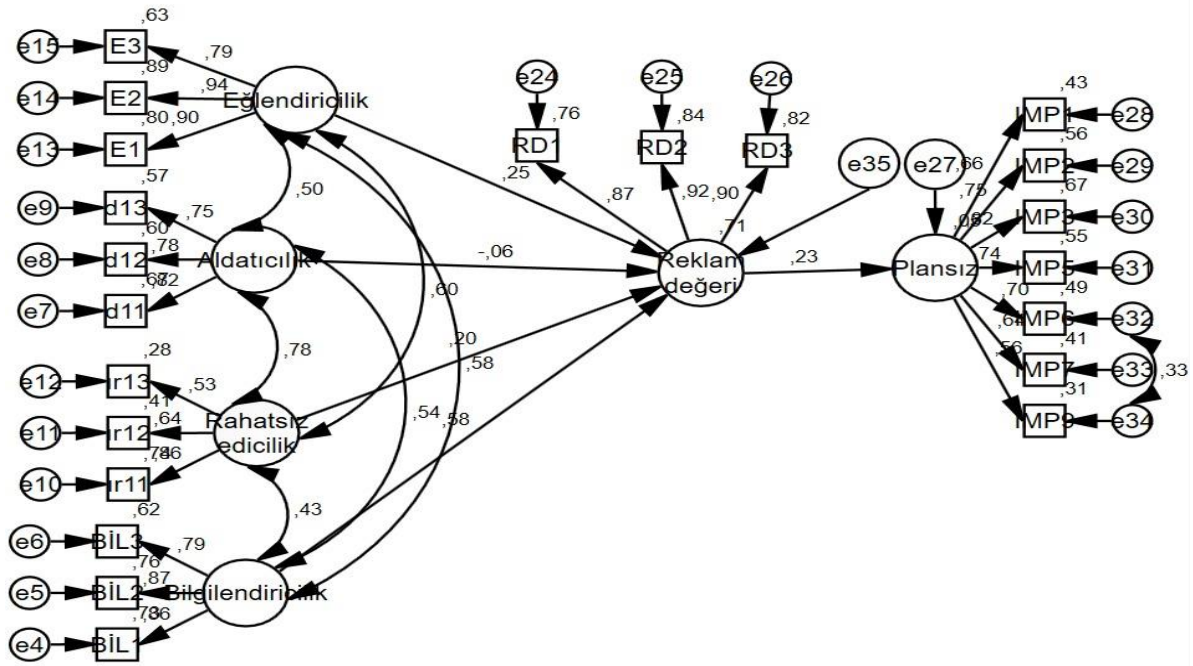 ,63
e15
E3
,79
,89
e14
E2
,94
Eğlendiricilik
,80
,90
e13
E1
,57
e9
d13
,75
,60
e8
d12
,78
Aldatıcılık
,72
e7
d11
,50
,28
e12
ır13
,53
,41
e11
ır12
,64
Rahatsız
edicilik
e10
ır11
,86
,78
,62
e6
BİL3
,79
,76
e5
BİL2
,87
Bilgilendiricilik
e4
BİL1
,86
,43
,54
,60
,58
,25
-,06
,20
,58
e24
,76
RD1
,87
e25
,84
RD2
,92
e26
,82
RD3
,90
,71
Reklam
değeri
e35
,23
e27
Plansız
,43
IMP1
e28
,66
,56
IMP2
e29
,75
,67
IMP3
e30
,82
,55
IMP5
e31
,74
,49
IMP6
e32
,70
,41
IMP7
e33
,31
IMP9
e34
,56
,33